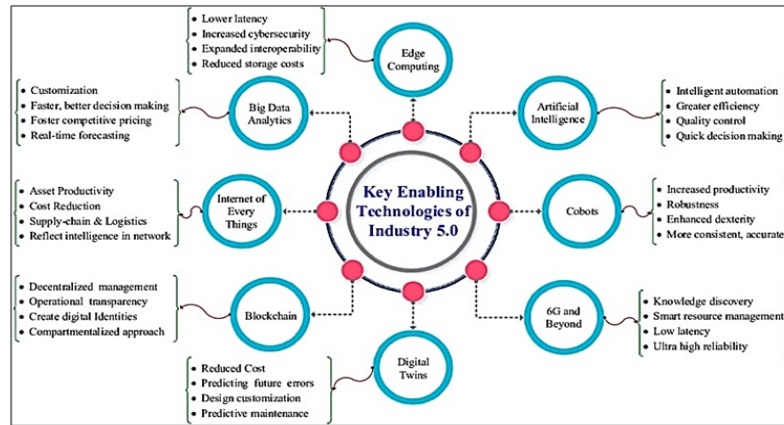 Lower latency
Increased cybersecurity
Expanded interoperability
Reduced storage costs
Edge
Computing
Customization
Faster, better decision making
Foster competitive pricing
Real-time forecasting
Big Data
Analytics
Artificial
Intelligence
Intelligent automation
Greater efficiency
Quality control
Quick decision making
Key Enabling
Technologies of
Industry 5.0
Asset Productivity
Cost Reduction
Supply-chain & Logistics
Reflect intelligence in network
Internet of
Every
Things
Cobots
Increased productivity
Robustness
Enhanced dexterity
More consistent, accurate
Decentralized management
Operational transparency
Create digital Identities
Compartmentalized approach
Blockchain
6G and
Beyond
Knowledge discovery
Smart resource management
Low latency
Ultra high reliability
Reduced Cost
Predicting future errors
Design customization
Predictive maintenance
Digital
Twins